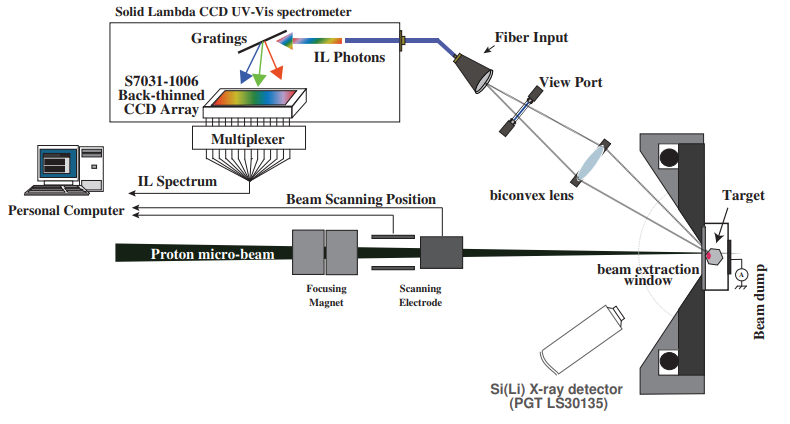 Solid Lambda CCD UV-Vis spectrometer
Gratings
IL Photons
Fiber Input
View Port
S7031-1006
Back-thinned
CCD Array
Multiplexer
IL Spectrum
Personal Computer
Beam Scanning Position
biconvex lens
Target
Proton micro-beam
beam extraction
window
A
Beam dump
Focusing
Magnet
Scanning
Electrode
Si(Li) X-ray detector
(PGT LS30135)